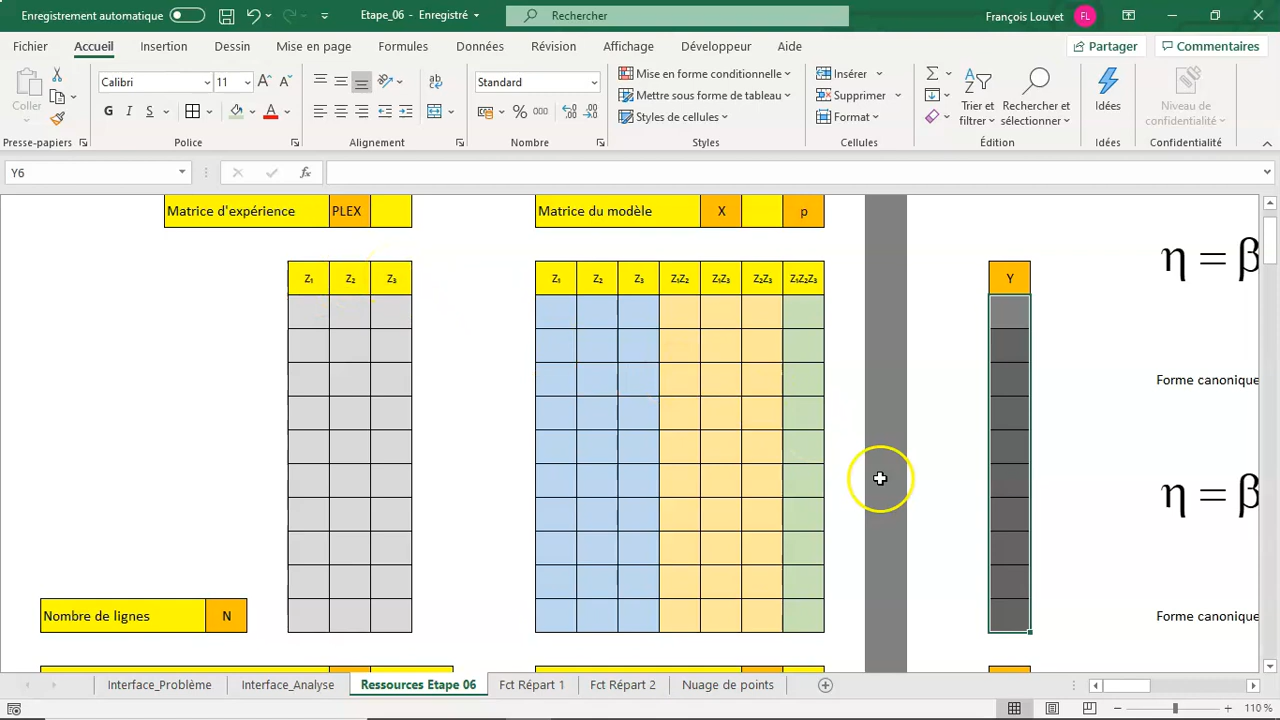 Enregistrement automatique Etape_06 - Enregistré Rechercher François Louvet FL
Fichier Accueil Insertion Dessin Mise en page Formules Données Révision Affichage Développeur Aide Partager Commentaires
Coller
Presse-papiers
Calibri 11
G I S A
Police
Alignement
Standard
% 000
Nombre
Mise en forme conditionnelle
Mettre sous forme de tableau
Styles de cellules
Styles
Insérer
Supprimer
Format
Cellules
Trier et filtrer
Rechercher et sélectionner
Édition
Idées
Idées
Niveau de confidentialité
Confidentialité
Y6 fx
Matrice d'expérience PLEX Matrice du modèle X p
η = β
Z₁ Z₂ Z₃ Z₁ Z₂ Z₃ Z₁Z₂ Z₁Z₃ Z₂Z₃ Z₁Z₂Z₃ Y
Forme canonique
η = β
Nombre de lignes N Forme canonique
Interface_Problème Interface_Analyse Ressources Etape 06 Fct Répart 1 Fct Répart 2 Nuage de points
110 %